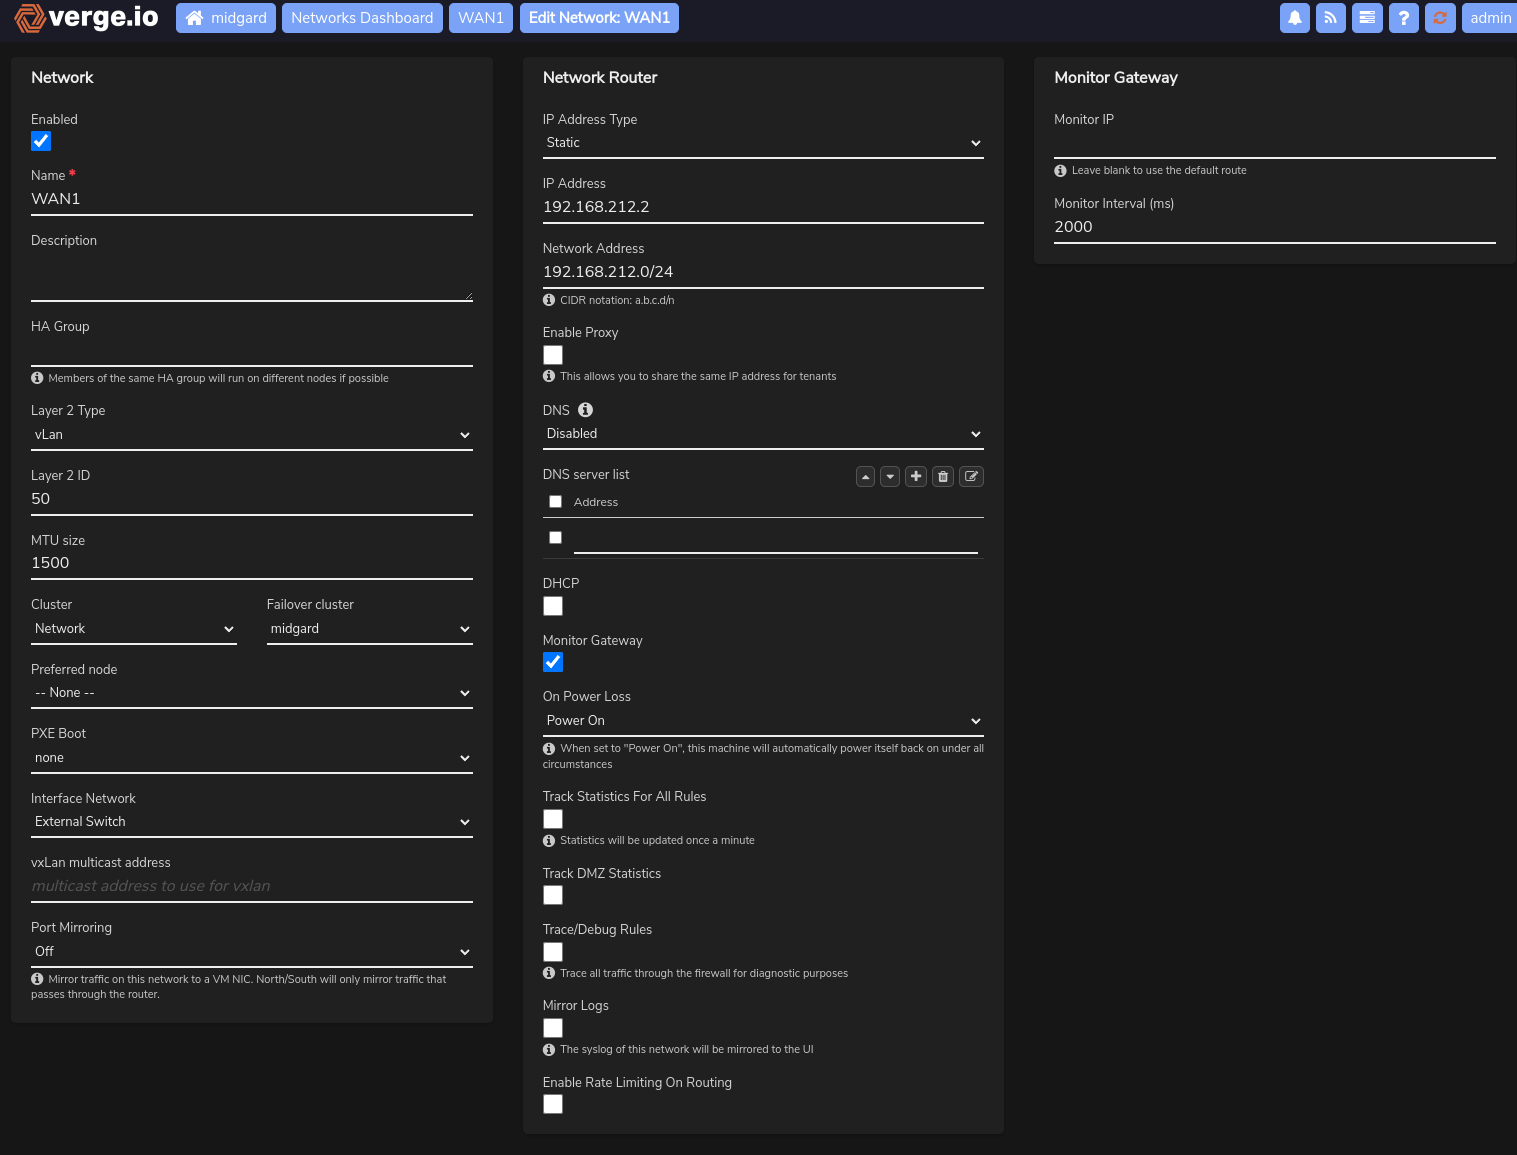 verge.io
midgard
Networks Dashboard
WAN1
Edit Network: WAN1
?
admin
Network
Enabled
Name *
WAN1
Description
HA Group
Members of the same HA group will run on different nodes if possible
Layer 2 Type
vLan
Layer 2 ID
50
MTU size
1500
Cluster
Failover cluster
Network
midgard
Preferred node
-- None --
PXE Boot
none
Interface Network
External Switch
vxLan multicast address
multicast address to use for vxlan
Port Mirroring
Off
Mirror traffic on this network to a VM NIC. North/South will only mirror traffic that
passes through the router.
Network Router
IP Address Type
Static
IP Address
192.168.212.2
Network Address
192.168.212.0/24
CIDR notation: a.b.c.d/n
Enable Proxy
This allows you to share the same IP address for tenants
DNS
Disabled
DNS server list
Address
DHCP
Monitor Gateway
On Power Loss
Power On
When set to "Power On", this machine will automatically power itself back on under all
circumstances
Track Statistics For All Rules
Statistics will be updated once a minute
Track DMZ Statistics
Trace/Debug Rules
Trace all traffic through the firewall for diagnostic purposes
Mirror Logs
The syslog of this network will be mirrored to the UI
Enable Rate Limiting On Routing
Monitor Gateway
Monitor IP
Leave blank to use the default route
Monitor Interval (ms)
2000